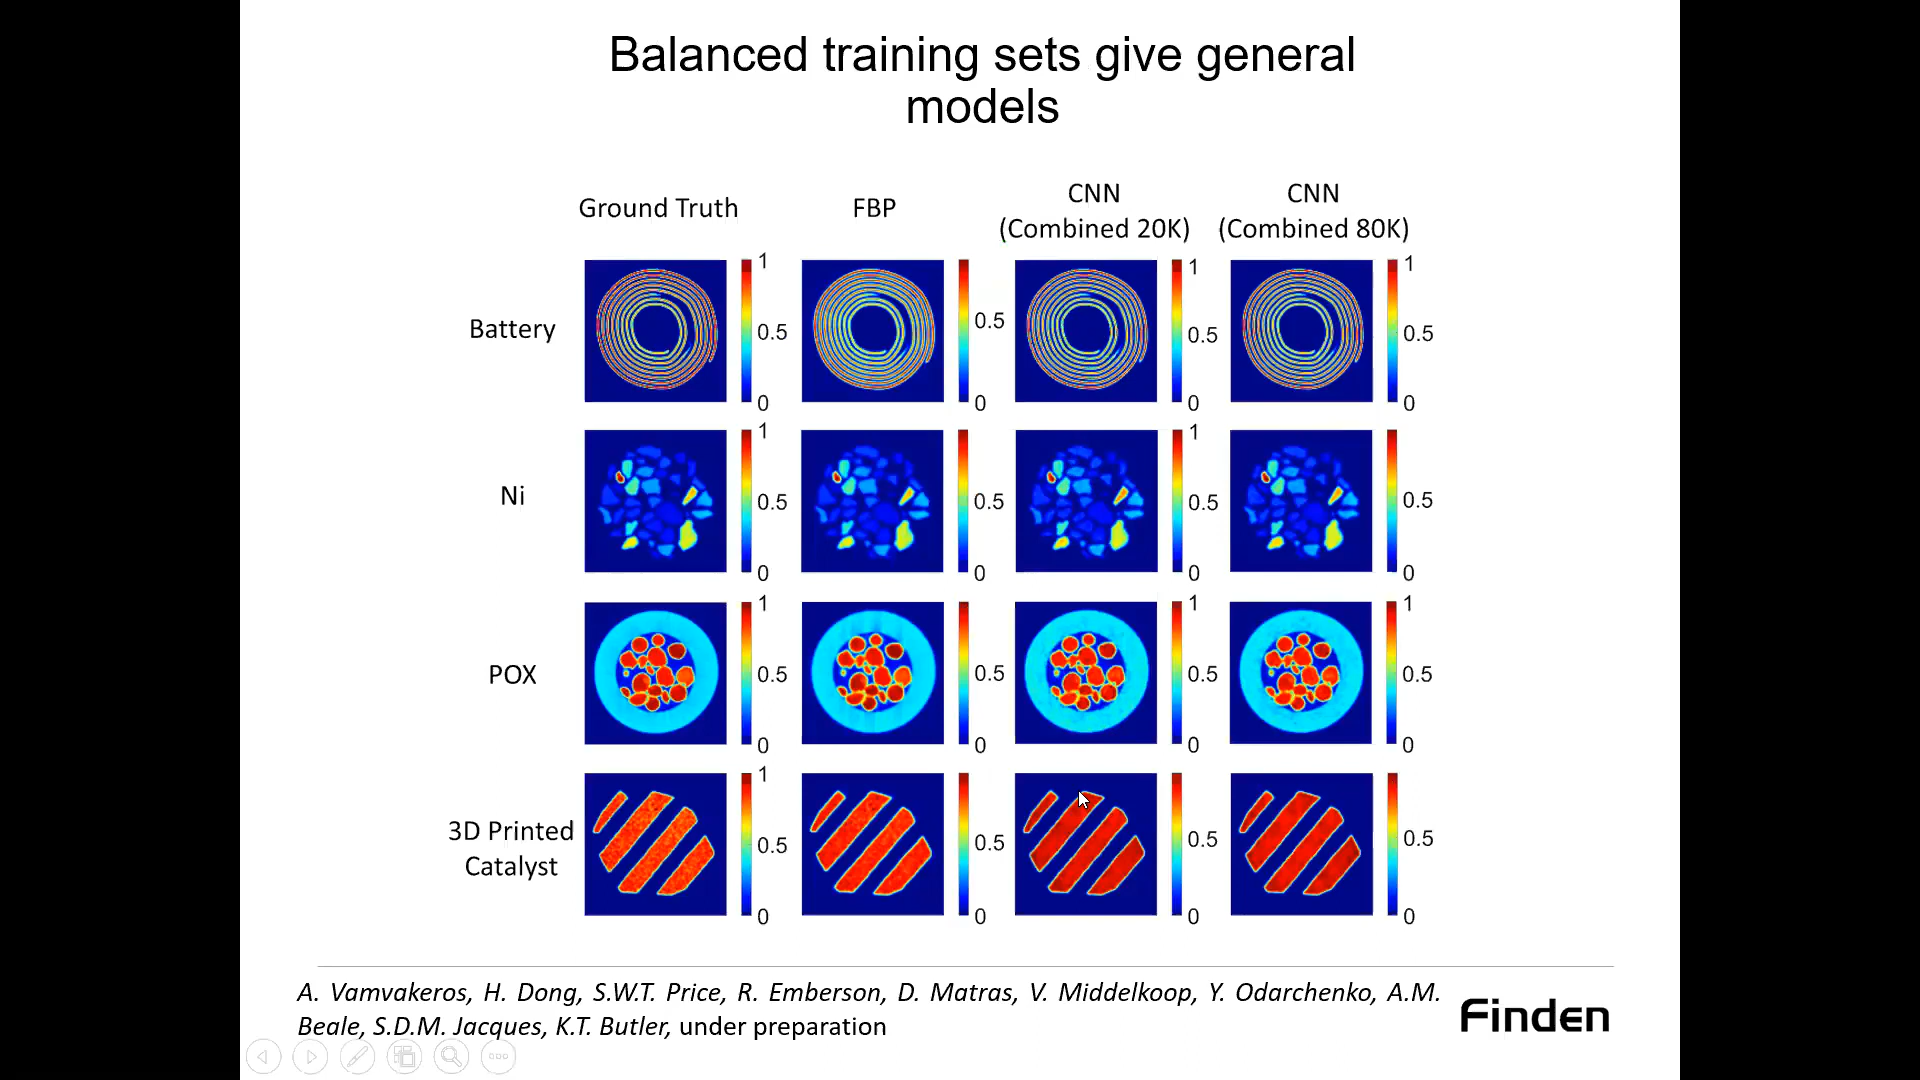 Balanced training sets give general
models
Ground Truth
FBP
CNN
(Combined 20K)
CNN
(Combined 80K)
Battery
1
0.5
0
0.5
0
1
0.5
0
1
0.5
0
Ni
1
0.5
0
0.5
0
1
0.5
0
0.5
0
POX
1
0.5
0
0.5
0
1
0.5
0
1
0.5
0
3D Printed
Catalyst
1
0.5
0
0.5
0
0.5
0
0.5
0
A. Vamvakeros, H. Dong, S.W.T. Price, R. Emberson, D. Matras, V. Middelkoop, Y. Odarchenko, A.M.
Beale, S.D.M. Jacques, K.T. Butler, under preparation
Finden